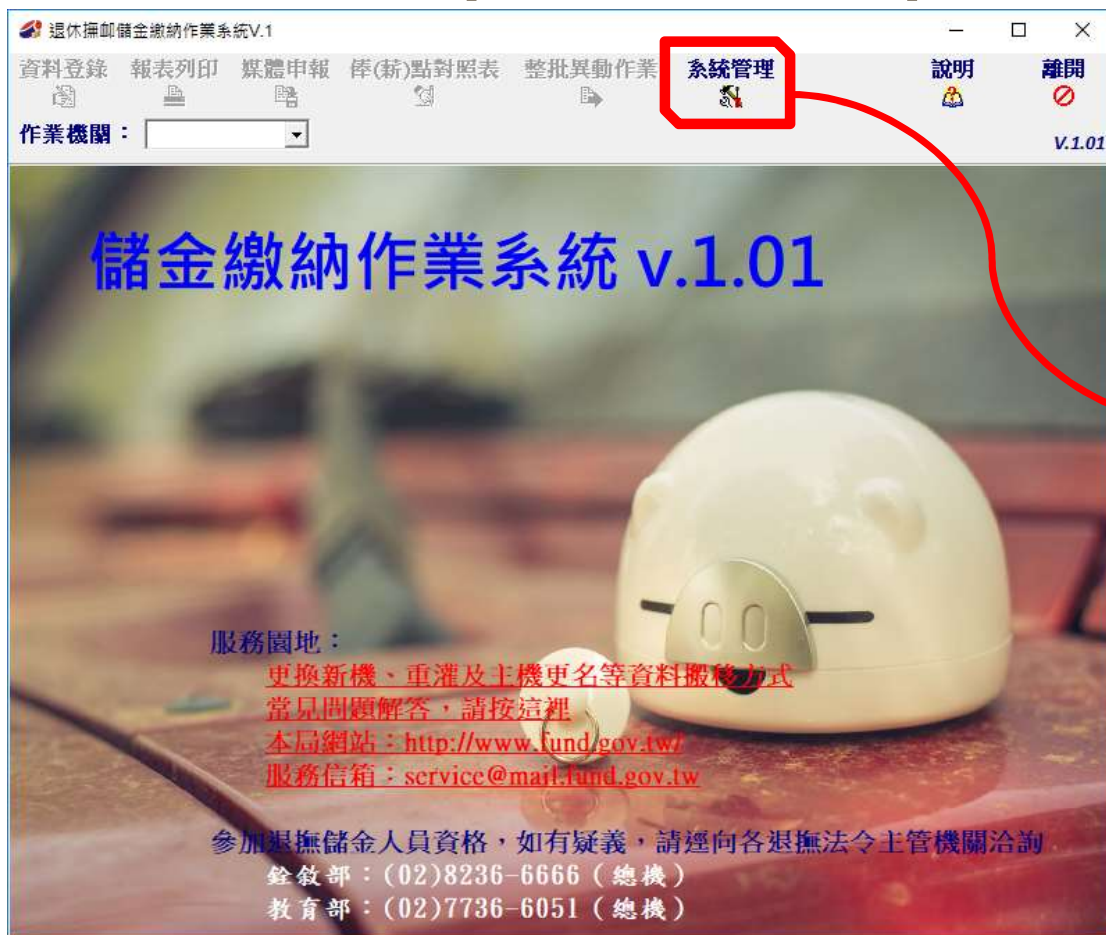 退休撫卹儲金繳納作業系統V.1
資料登錄 報表列印 媒體申報 俸(薪)點對照表 整批異動作業 系統管理 說明 離開
作業機關：
V.1.01
儲金繳納作業系統 v.1.01
服務園地：
更換新機、重灌及主機更名等資料搬移方式
常見問題解答，請按這裡
本局網站：http://www.fund.gov.tw/
服務信箱：service@mail.fund.gov.tw
參加退撫儲金人員資格，如有疑義，請逕向各退撫法令主管機關洽詢
銓敘部：(02)8236-6666（總機）
教育部：(02)7736-6051（總機）